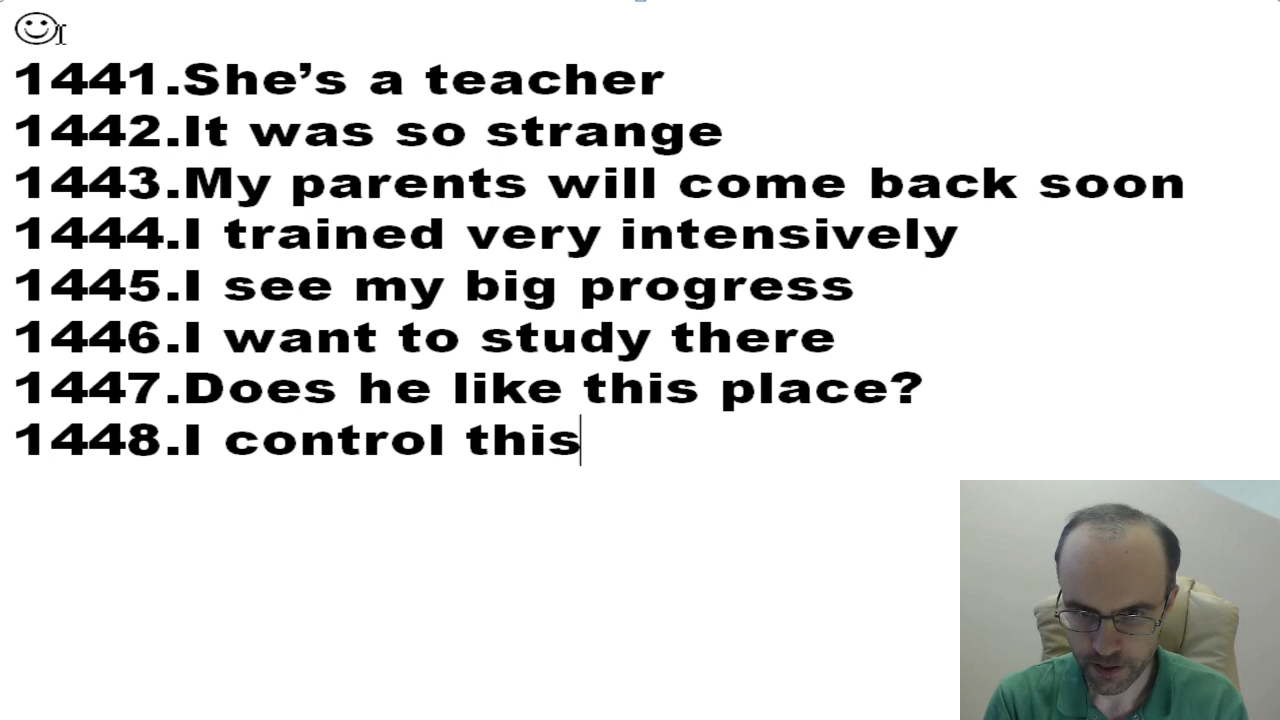 1441.She’s a teacher
1442.It was so strange
1443.My parents will come back soon
1444.I trained very intensively
1445.I see my big progress
1446.I want to study there
1447.Does he like this place?
1448.I control this